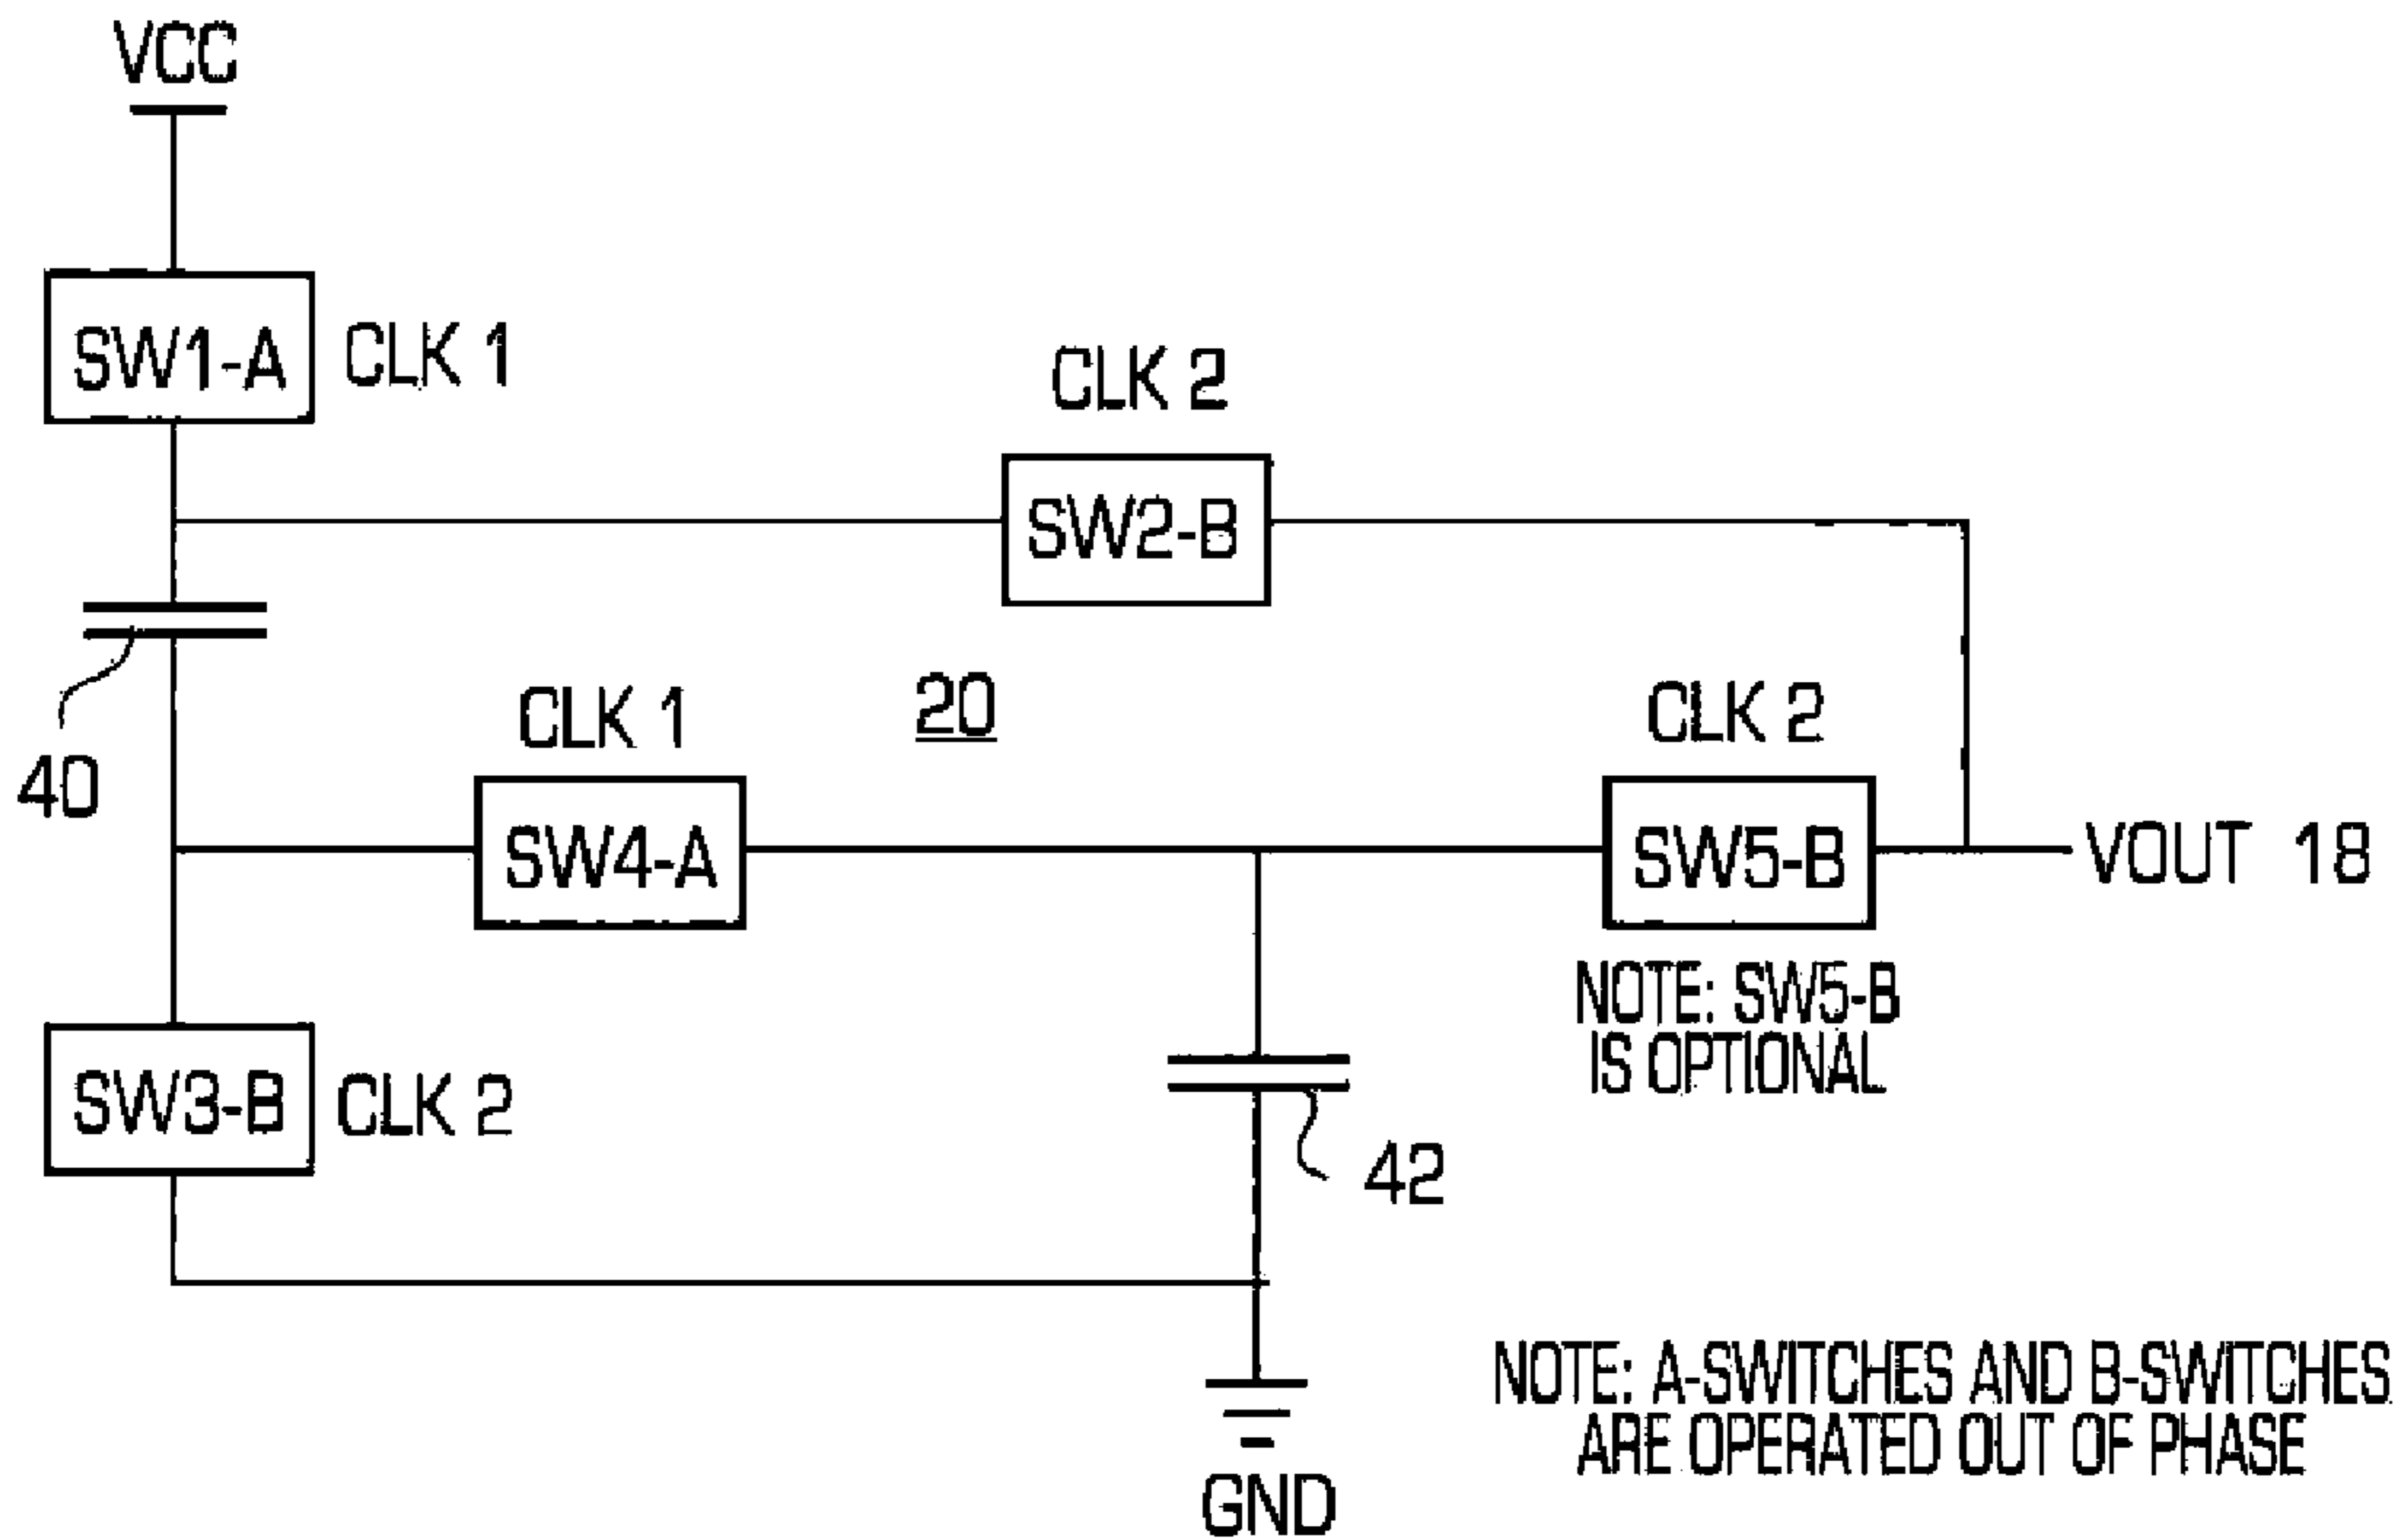 VCC
SW1-A CLK 1
CLK 2
SW2-B
40
CLK 1
20
CLK 2
SW4-A
SW5-B
VOUT 18
NOTE: SW5-B
IS OPTIONAL
SW3-B CLK 2
42
NOTE: A-SWITCHES AND B-SWITCHES
ARE OPERATED OUT OF PHASE
GND